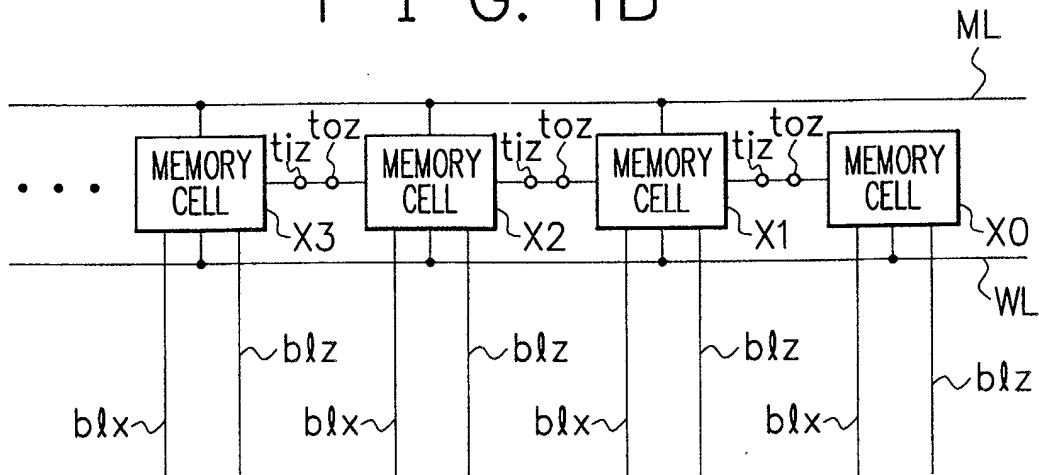 F I G. 1B
ML
tiz toz tiz toz tiz toz
MEMORY CELL MEMORY CELL MEMORY CELL MEMORY CELL
X3 X2 X1 X0
WL
blz blz blz blz
blx blx blx blx